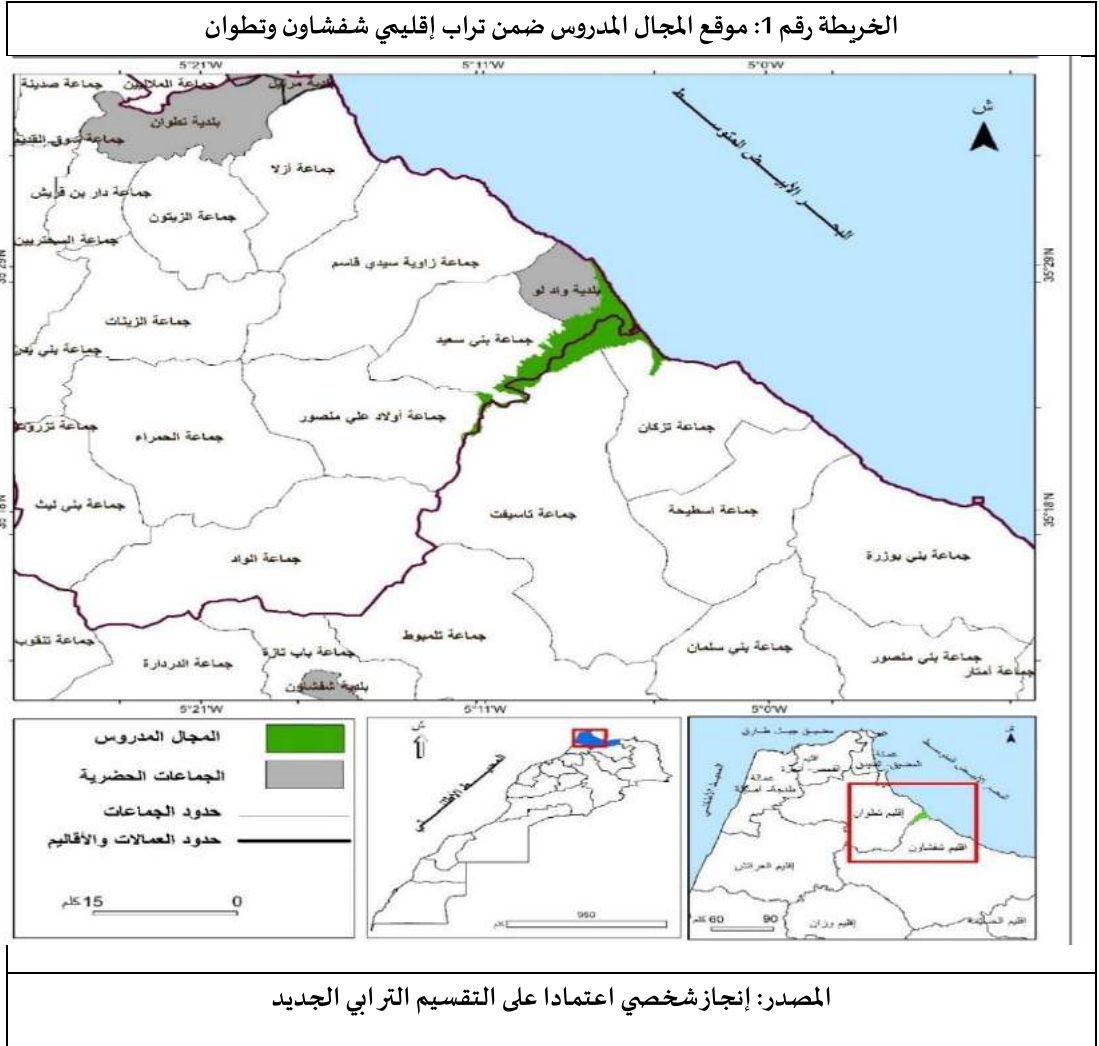 الخريطة رقم 1: موقع المجال المدروس ضمن تراب إقليمي شفشاون وتطوان
5°21'W 5°11'W 5°0'W
جماعة صدينة
جماعة الملاليين
بلدية تطوان
ش
البحر الأبيض المتوسط
جماعة أزلا
جماعة دار بن قريش
جماعة الزيتون
جماعة السحتريين
جماعة زاوية سيدي قاسم
35°29'N
بلدية واد لو
جماعة الزينات
جماعة بني سعيد
جماعة أولاد علي منصور
جماعة تزكان
جماعة الحمراء
جماعة بني ليث
جماعة تاسيفت
جماعة اسطيحة
35°18'N
جماعة الواد
جماعة بني بوزرة
جماعة تنقوب
جماعة تلمبوط
جماعة باب تازة
جماعة الدردارة
جماعة بني سلمان
جماعة بني منصور
جماعة أمتار
بلدية شفشاون
5°21'W 5°11'W 5°0'W
المجال المدروس
الجماعات الحضرية
حدود الجماعات
حدود العمالات والأقاليم
0 15 كلم
ش
المحيط الأطلسي
950 كلم
مضيق جبل طارق
ش
إقليم تطوان
إقليم شفشاون
إقليم العرائش
إقليم وزان
90 60 كلم
المصدر: إنجاز شخصي اعتمادا على التقسيم الترابي الجديد